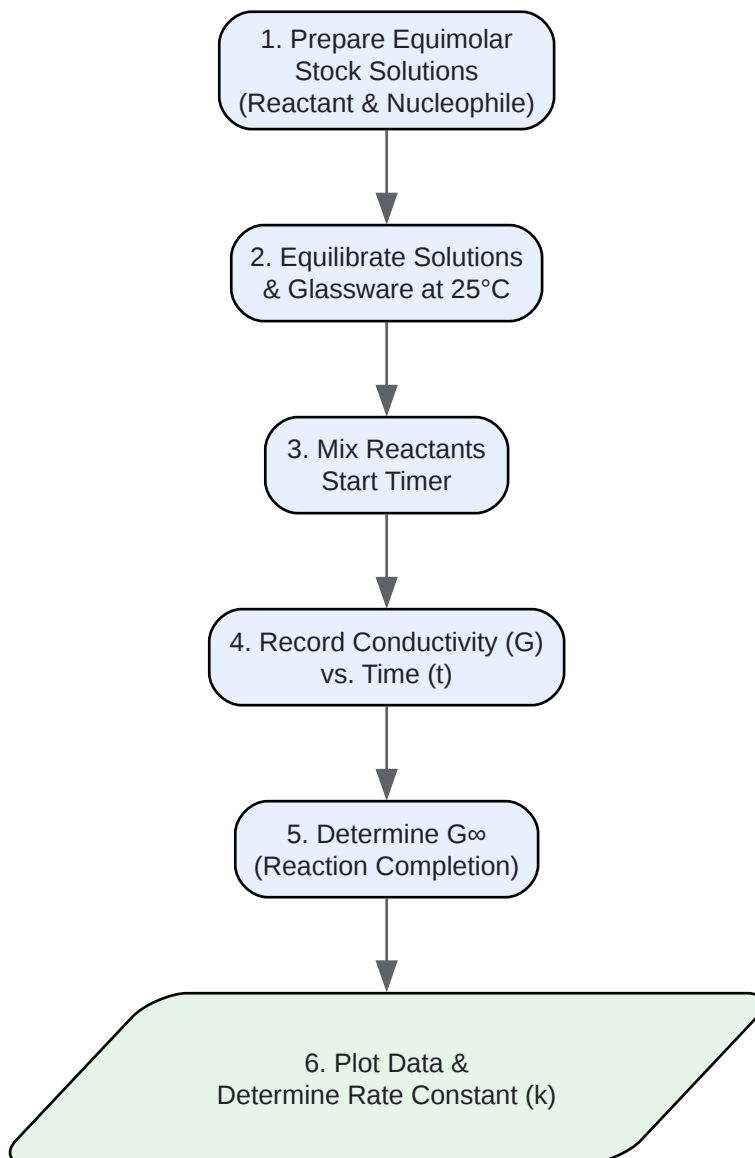 1. Prepare Equimolar
Stock Solutions
(Reactant & Nucleophile)
2. Equilibrate Solutions
& Glassware at 25°C
3. Mix Reactants
Start Timer
4. Record Conductivity (G)
vs. Time (t)
5. Determine G∞
(Reaction Completion)
6. Plot Data &
Determine Rate Constant (k)